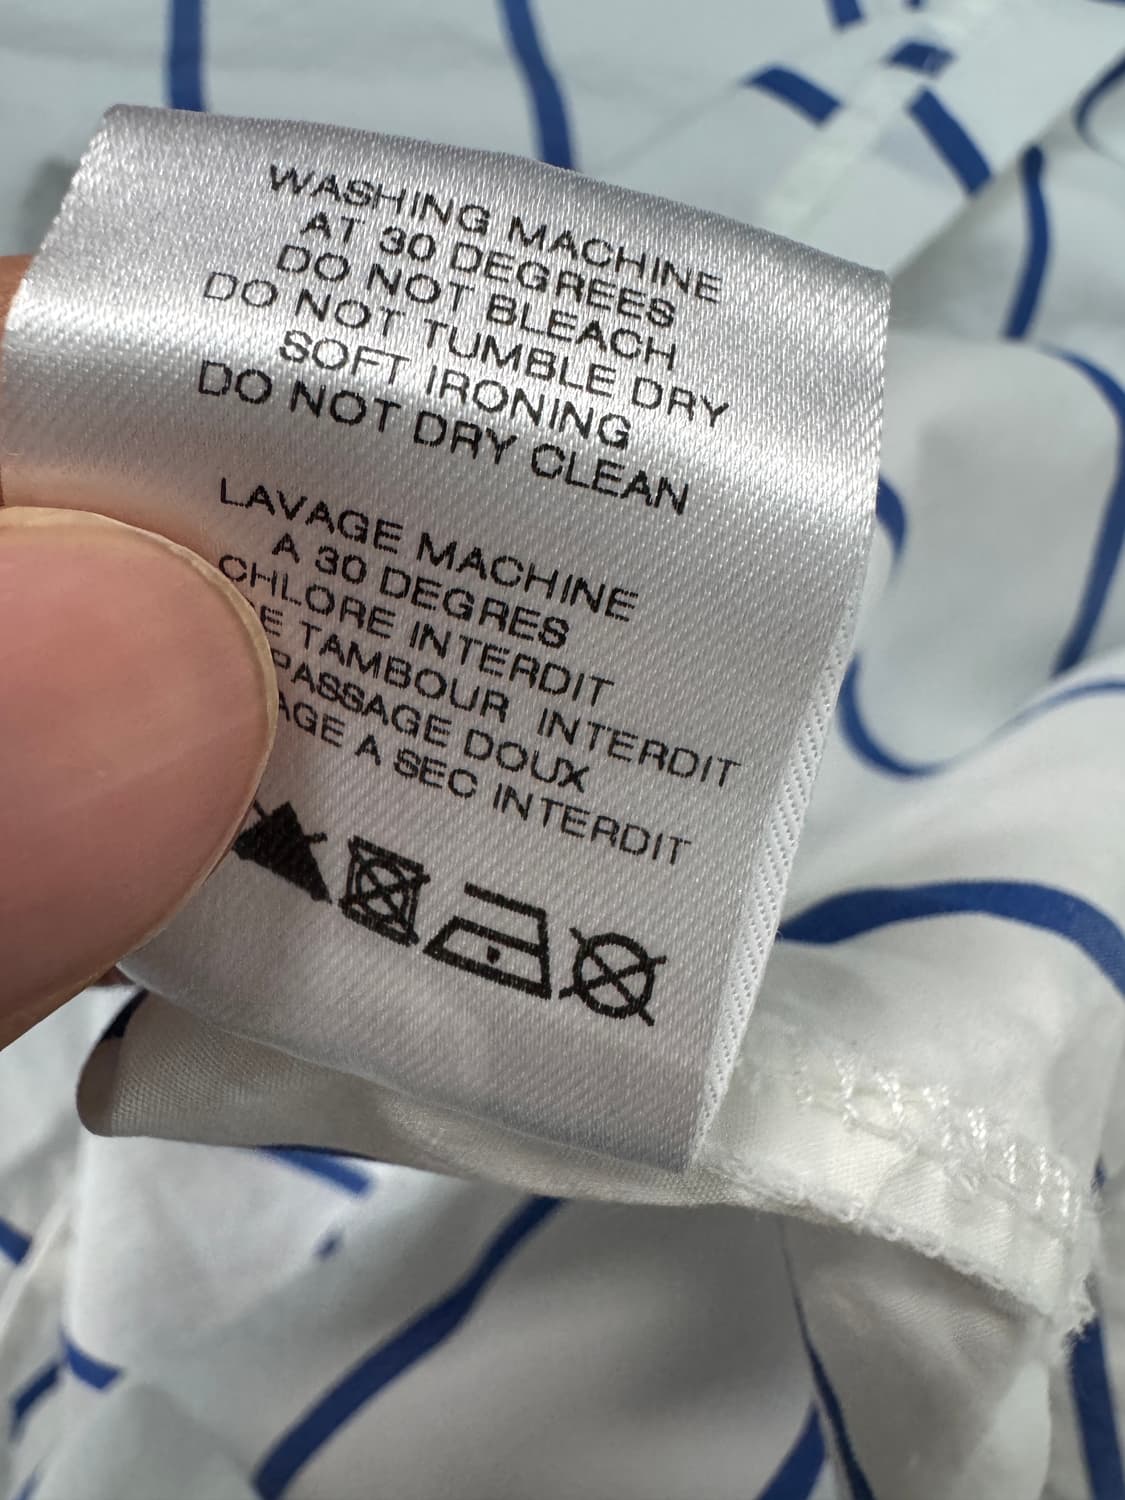 WASHING MACHINE
AT 30 DEGREES
DO NOT BLEACH
DO NOT TUMBLE DRY
SOFT IRONING
DO NOT DRY CLEAN
LAVAGE MACHINE
A 30 DEGRES
CHLORE INTERDIT
TAMBOUR INTERDIT
DOUX
A SEC INTERDIT